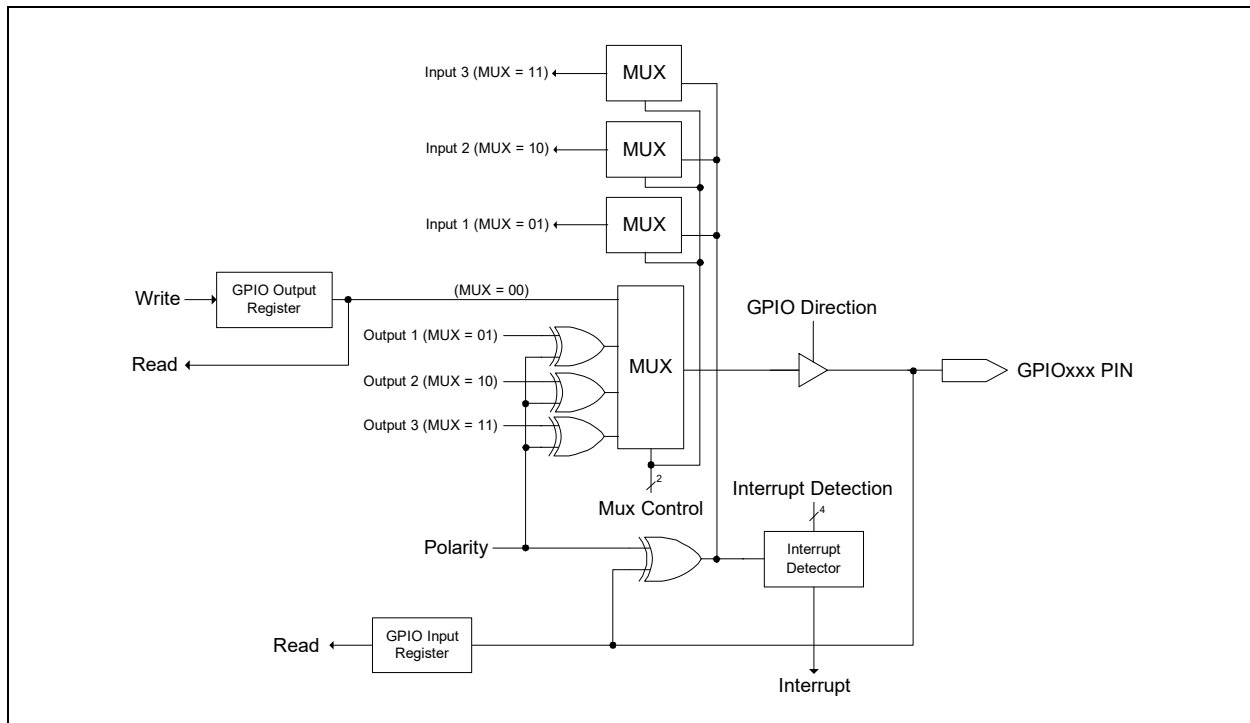 Input 3 (MUX = 11)
MUX
Input 2 (MUX = 10)
MUX
Input 1 (MUX = 01)
MUX
Write
GPIO Output
Register
(MUX = 00)
GPIO Direction
Read
Output 1 (MUX = 01)
Output 2 (MUX = 10)
Output 3 (MUX = 11)
MUX
GPIOxxx PIN
2
Mux Control
Interrupt Detection
4
Polarity
Interrupt
Detector
Read
GPIO Input
Register
Interrupt